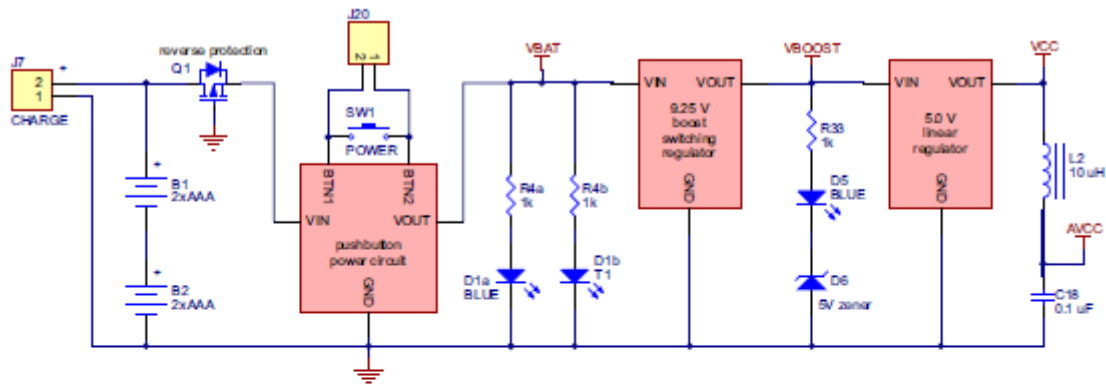 J7
2
1
+
CHARGE
reverse protection
Q1
J20
1
2
SW1
POWER
BTN1
BTN2
VIN
VOUT
pushbutton
power circuit
GND
+
B1
2xAAA
+
B2
2xAAA
VBAT
R4a
1k
R4b
1k
D1a
BLUE
D1b
T1
VIN
VOUT
9.25 V
boost
switching
regulator
GND
VBOOST
R33
1k
D5
BLUE
D6
5V zener
VIN
VOUT
5.0 V
linear
regulator
GND
VCC
L2
10 uH
AVCC
C18
0.1 uF